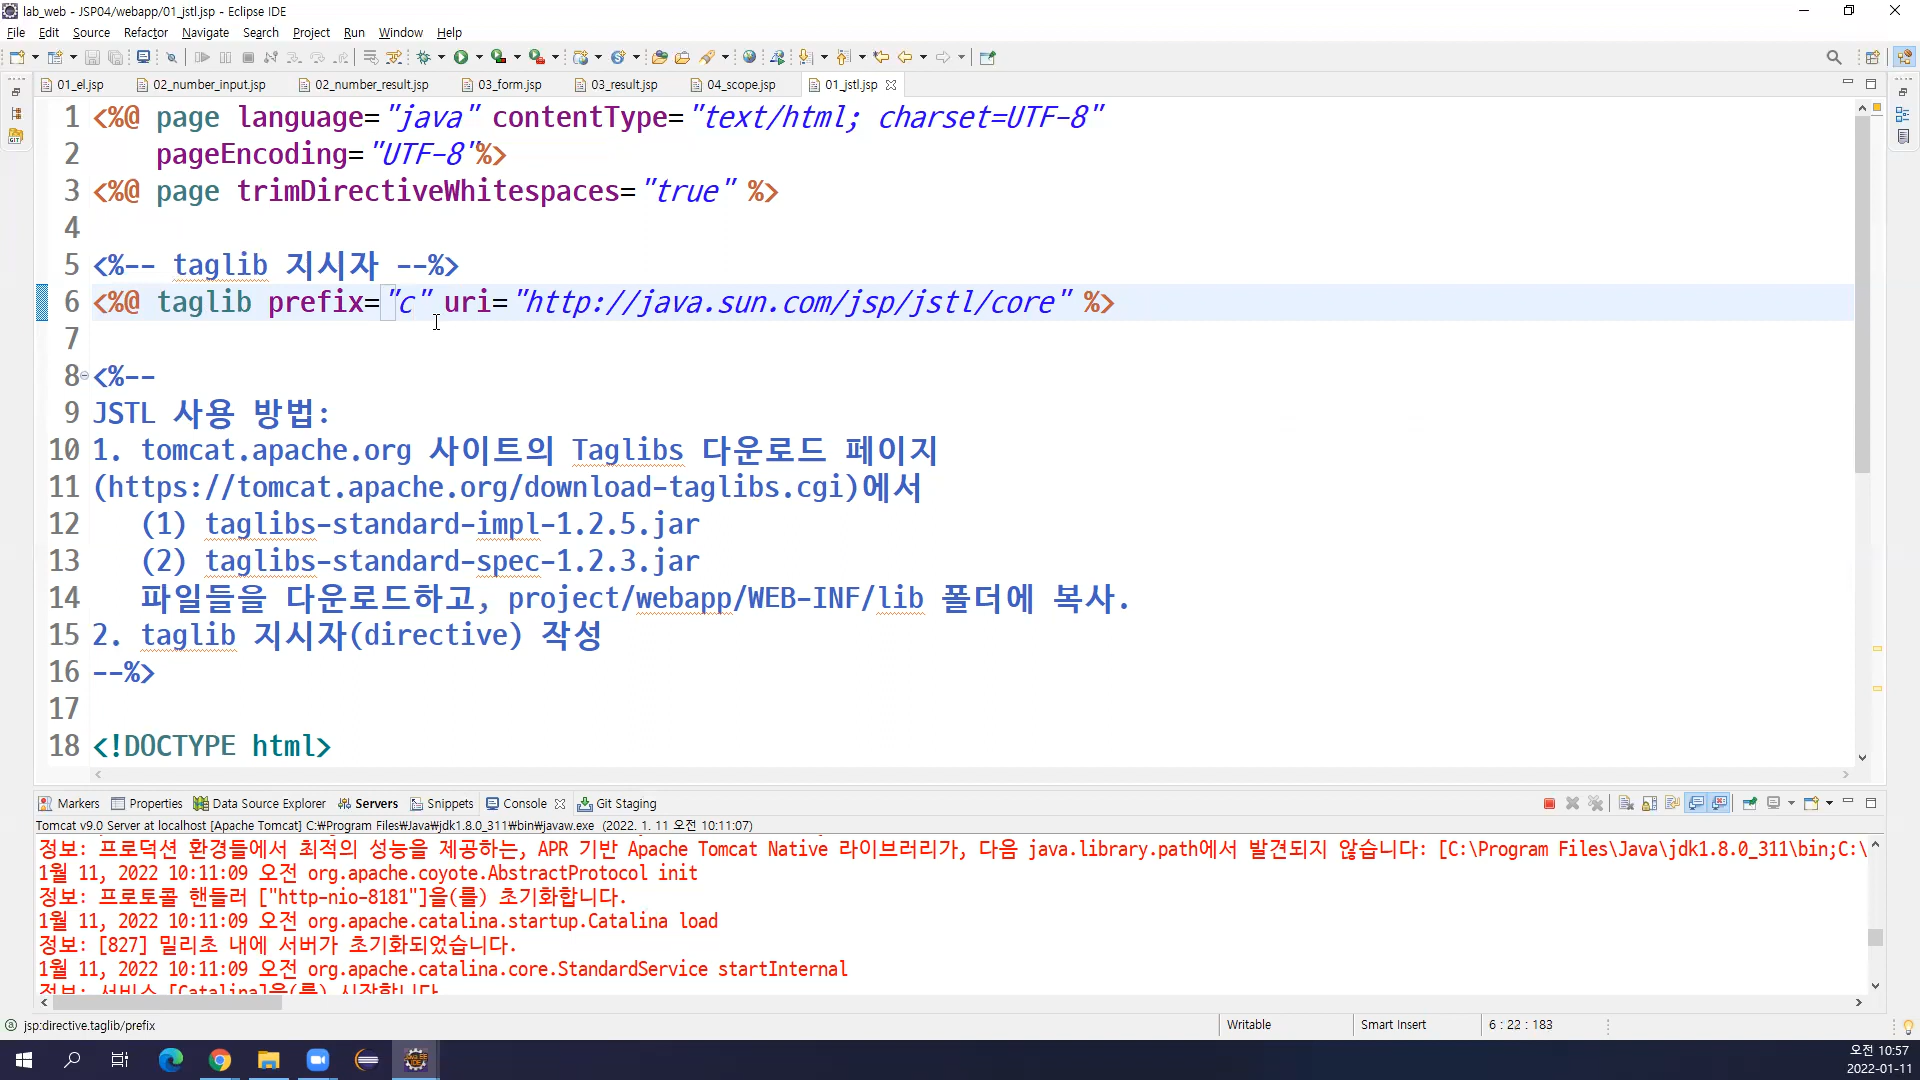 lab_web - JSP04/webapp/01_jstl.jsp - Eclipse IDE
File Edit Source Refactor Navigate Search Project Run Window Help
01_el.jsp 02_number_input.jsp 02_number_result.jsp 03_form.jsp 03_result.jsp 04_scope.jsp 01_jstl.jsp
1 <%@ page language="java" contentType="text/html; charset=UTF-8"
2 pageEncoding="UTF-8"%>
3 <%@ page trimDirectiveWhitespaces="true" %>
4
5 <%-- taglib 지시자 --%>
6 <%@ taglib prefix="c" uri="http://java.sun.com/jsp/jstl/core" %>
7
8 <%--
9 JSTL 사용 방법:
10 1. tomcat.apache.org 사이트의 Taglibs 다운로드 페이지
11 (https://tomcat.apache.org/download-taglibs.cgi)에서
12 (1) taglibs-standard-impl-1.2.5.jar
13 (2) taglibs-standard-spec-1.2.3.jar
14 파일들을 다운로드하고, project/webapp/WEB-INF/lib 폴더에 복사.
15 2. taglib 지시자(directive) 작성
16 --%>
17
18 <!DOCTYPE html>
Markers Properties Data Source Explorer Servers Snippets Console Git Staging
Tomcat v9.0 Server at localhost [Apache Tomcat] C:₩Program Files₩Java₩jdk1.8.0_311₩bin₩javaw.exe (2022. 1. 11 오전 10:11:07)
정보: 프로덕션 환경들에서 최적의 성능을 제공하는, APR 기반 Apache Tomcat Native 라이브러리가, 다음 java.library.path에서 발견되지 않습니다: [C:\Program Files\Java\jdk1.8.0_311\bin;C:\
1월 11, 2022 10:11:09 오전 org.apache.coyote.AbstractProtocol init
정보: 프로토콜 핸들러 ["http-nio-8181"]을(를) 초기화합니다.
1월 11, 2022 10:11:09 오전 org.apache.catalina.startup.Catalina load
정보: [827] 밀리초 내에 서버가 초기화되었습니다.
1월 11, 2022 10:11:09 오전 org.apache.catalina.core.StandardService startInternal
정보: 서비스 [Catalina]을(를) 시작합니다.
jsp:directive.taglib/prefix Writable Smart Insert 6 : 22 : 183
오전 10:57
2022-01-11